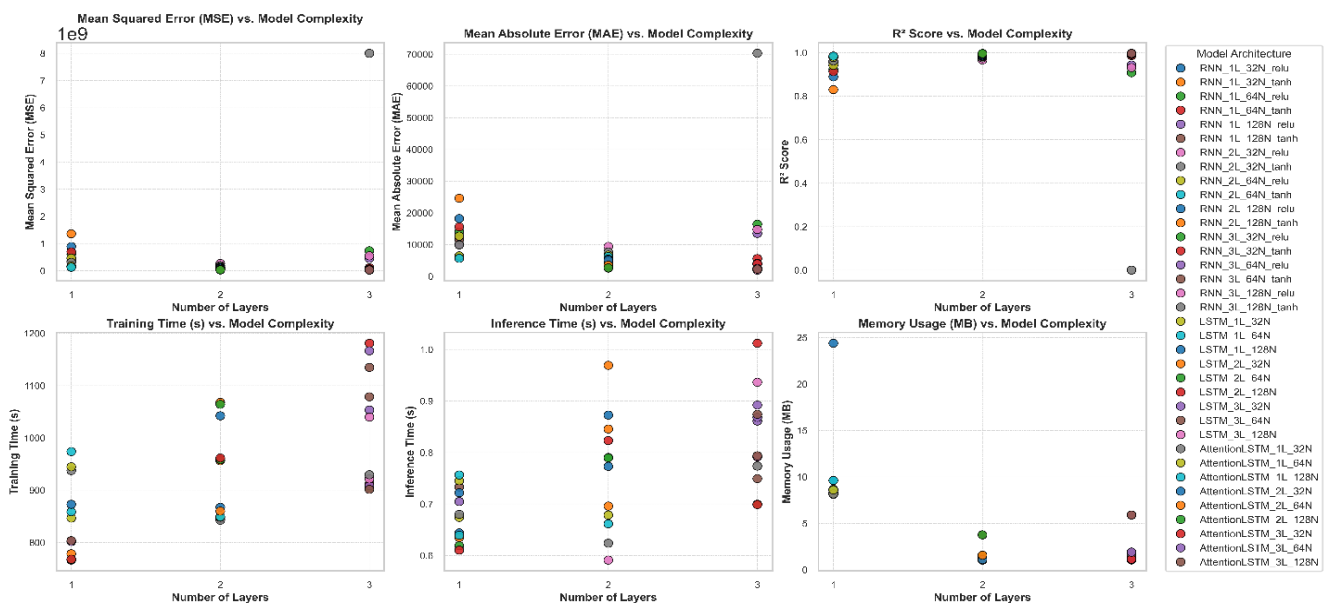 Mean Squared Error (MSE) vs. Model Complexity
1e9
8
7
6
5
4
3
2
1
0
Mean Squared Error (MSE)
1 2 3
Number of Layers
Mean Absolute Error (MAE) vs. Model Complexity
70000
60000
50000
40000
30000
20000
10000
0
Mean Absolute Error (MAE)
1 2 3
Number of Layers
R² Score vs. Model Complexity
1.0
0.8
0.6
0.4
0.2
0.0
R² Score
1 2 3
Number of Layers
Training Time (s) vs. Model Complexity
1200
1100
1000
900
800
Training Time (s)
1 2 3
Number of Layers
Inference Time (s) vs. Model Complexity
1.0
0.9
0.8
0.7
Inference Time (s)
1 2 3
Number of Layers
Memory Usage (MB) vs. Model Complexity
25
20
15
10
5
0
Memory Usage (MB)
1 2 3
Number of Layers
Model Architecture
RNN_1L_32N_relu
RNN_1L_32N_tanh
RNN_1L_64N_relu
RNN_1L_64N_tanh
RNN_1L_128N_relu
RNN_1L_128N_tanh
RNN_2L_32N_relu
RNN_2L_32N_tanh
RNN_2L_64N_relu
RNN_2L_64N_tanh
RNN_2L_128N_relu
RNN_2L_128N_tanh
RNN_3L_32N_relu
RNN_3L_32N_tanh
RNN_3L_64N_relu
RNN_3L_64N_tanh
RNN_3L_128N_relu
RNN_3L_128N_tanh
LSTM_1L_32N
LSTM_1L_64N
LSTM_1L_128N
LSTM_2L_32N
LSTM_2L_64N
LSTM_2L_128N
LSTM_3L_32N
LSTM_3L_64N
LSTM_3L_128N
AttentionLSTM_1L_32N
AttentionLSTM_1L_64N
AttentionLSTM_1L_128N
AttentionLSTM_2L_32N
AttentionLSTM_2L_64N
AttentionLSTM_2L_128N
AttentionLSTM_3L_32N
AttentionLSTM_3L_64N
AttentionLSTM_3L_128N